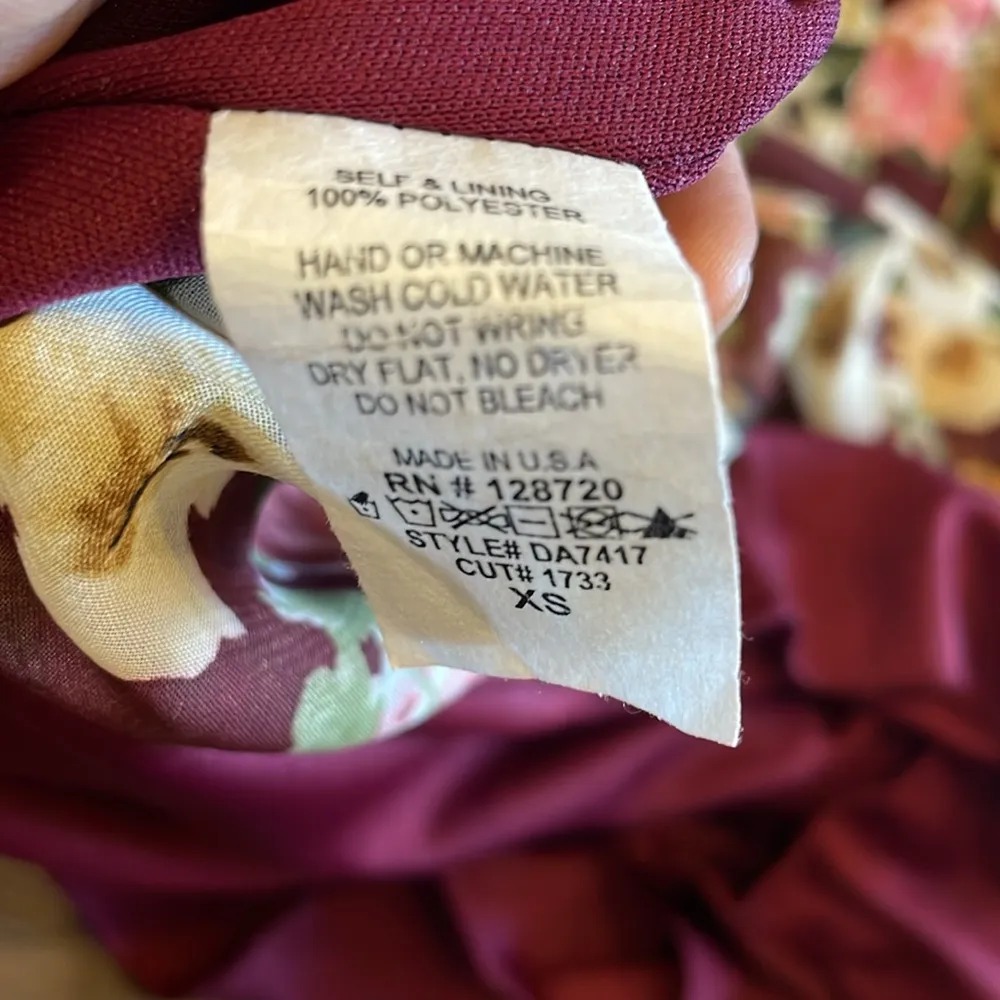 SELF & LINING
100% POLYESTER
HAND OR MACHINE
WASH COLD WATER
DO NOT WRING
DRY FLAT, NO DRYER
DO NOT BLEACH
MADE IN U.S.A
RN # 128720
STYLE# DA7417
CUT# 1733
XS